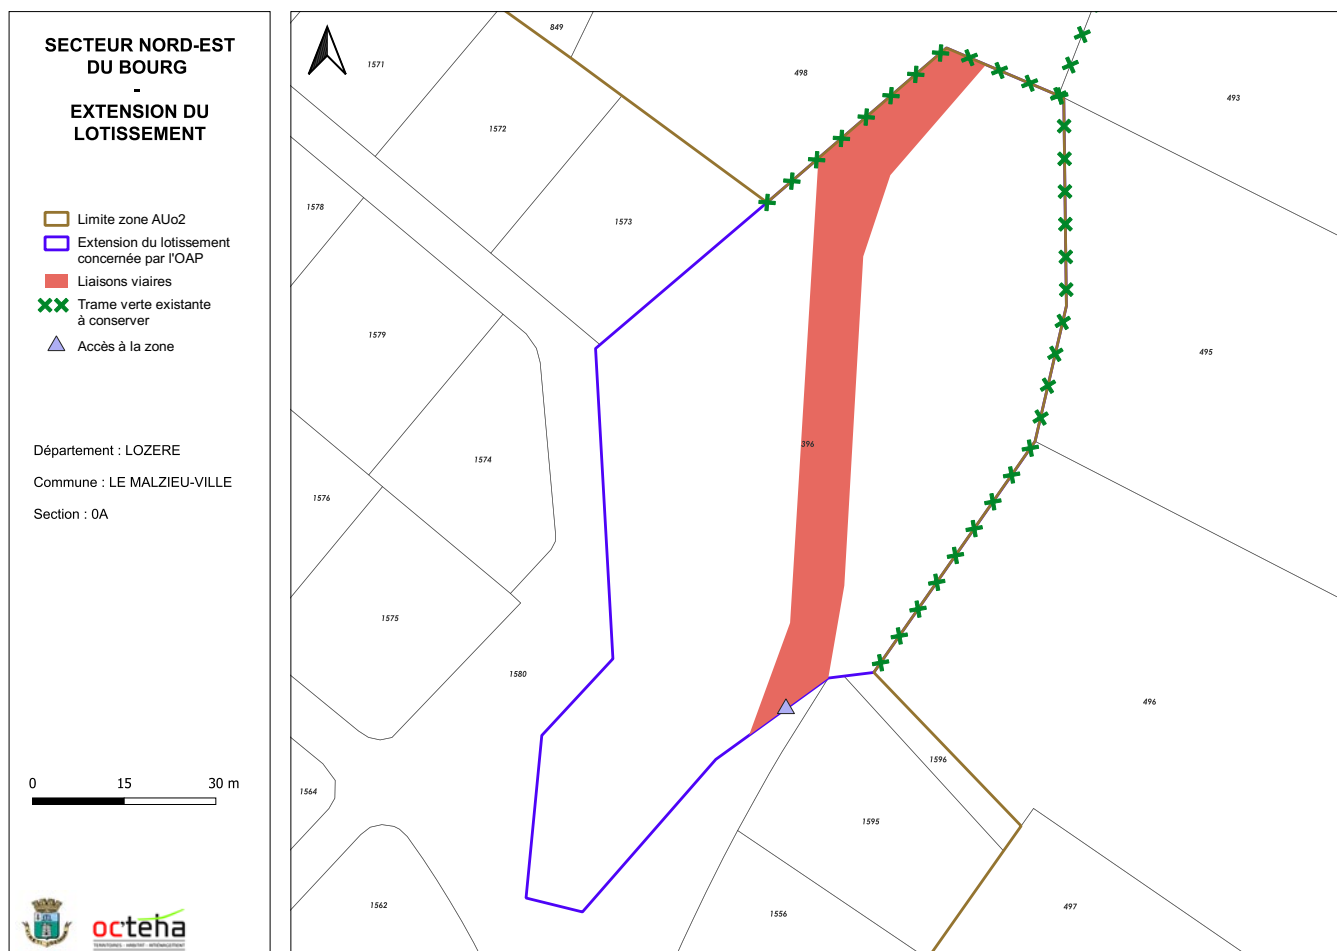 SECTEUR NORD-EST
DU BOURG
-
EXTENSION DU
LOTISSEMENT
Limite zone AUo2
Extension du lotissement
concernée par l'OAP
Liaisons viaires
Trame verte existante
à conserver
Accès à la zone
Département : LOZERE
Commune : LE MALZIEU-VILLE
Section : 0A
0 15 30 m
octeha
TERRITOIRES - HABITAT - AMÉNAGEMENT
849
1571
498
493
1572
1578
1573
1579
495
396
1574
1576
1575
1580
496
1596
1564
1595
1562
1556
497